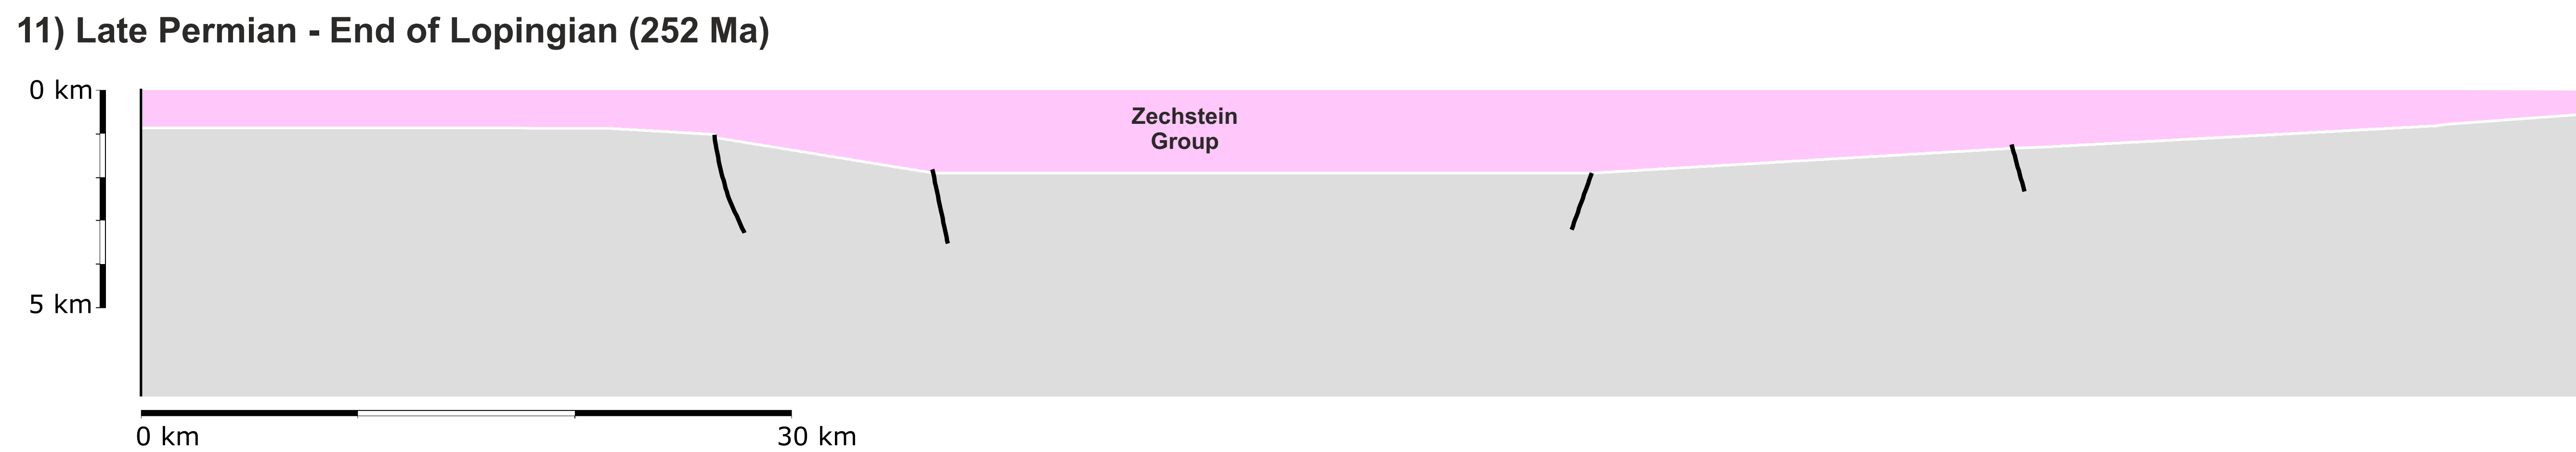 11) Late Permian - End of Lopingian (252 Ma)
0 km
Zechstein
Group
5 km
0 km
30 km